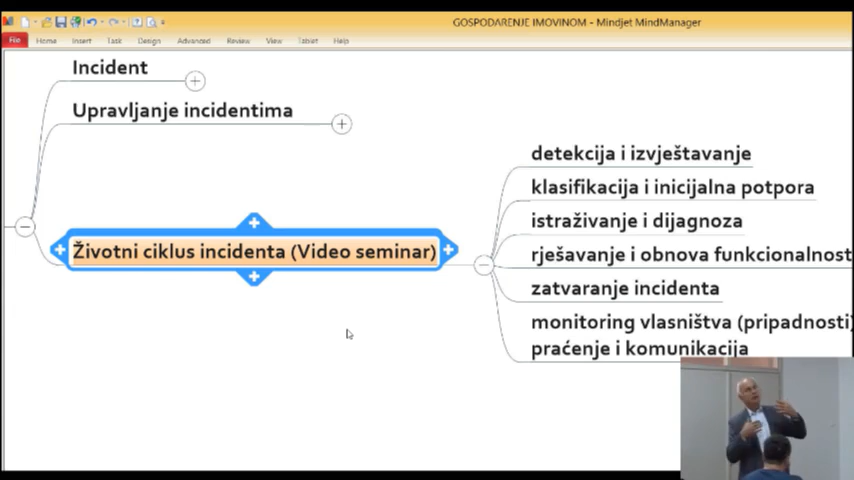 GOSPODARENJE IMOVINOM - Mindjet MindManager
File Home Insert Task Design Advanced Review View Tablet Help
Incident
Upravljanje incidentima
Životni ciklus incidenta (Video seminar)
detekcija i izvještavanje
klasifikacija i inicijalna potpora
istraživanje i dijagnoza
rješavanje i obnova funkcionalnost
zatvaranje incidenta
monitoring vlasništva (pripadnosti)
praćenje i komunikacija